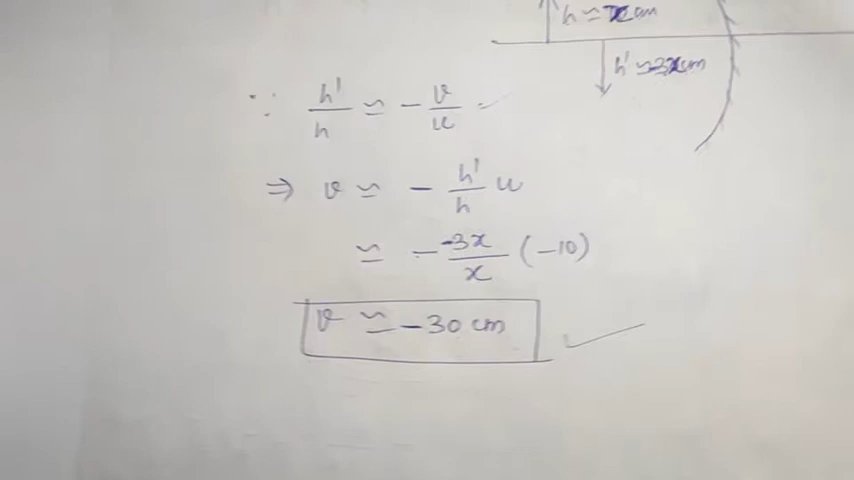 h ≃ x cm
h' ≃ -3x cm
∵ h'/h ≃ - v/u
⇒ v ≃ - h'/h u
≃ - -3x/x (-10)
v ≃ -30 cm